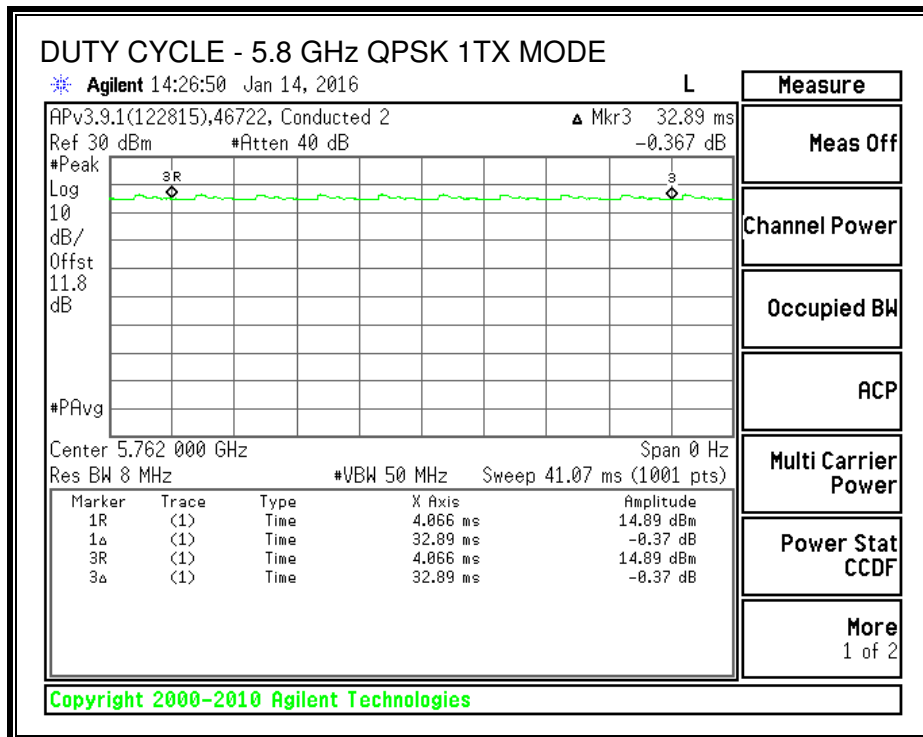 DUTY CYCLE - 5.8 GHz QPSK 1TX MODE
Agilent 14:26:50 Jan 14, 2016 L
APv3.9.1(122815),46722, Conducted 2 ▵ Mkr3 32.89 ms
Ref 30 dBm #Atten 40 dB -0.367 dB
#Peak
Log
10
dB/
Offst
11.8
dB
#PAvg
3R
3
Center 5.762 000 GHz Span 0 Hz
Res BW 8 MHz #VBW 50 MHz Sweep 41.07 ms (1001 pts)
Marker Trace Type X Axis Amplitude
1R (1) Time 4.066 ms 14.89 dBm
1▵ (1) Time 32.89 ms -0.37 dB
3R (1) Time 4.066 ms 14.89 dBm
3▵ (1) Time 32.89 ms -0.37 dB
Measure
Meas Off
Channel Power
Occupied BW
ACP
Multi Carrier
Power
Power Stat
CCDF
More
1 of 2
Copyright 2000-2010 Agilent Technologies